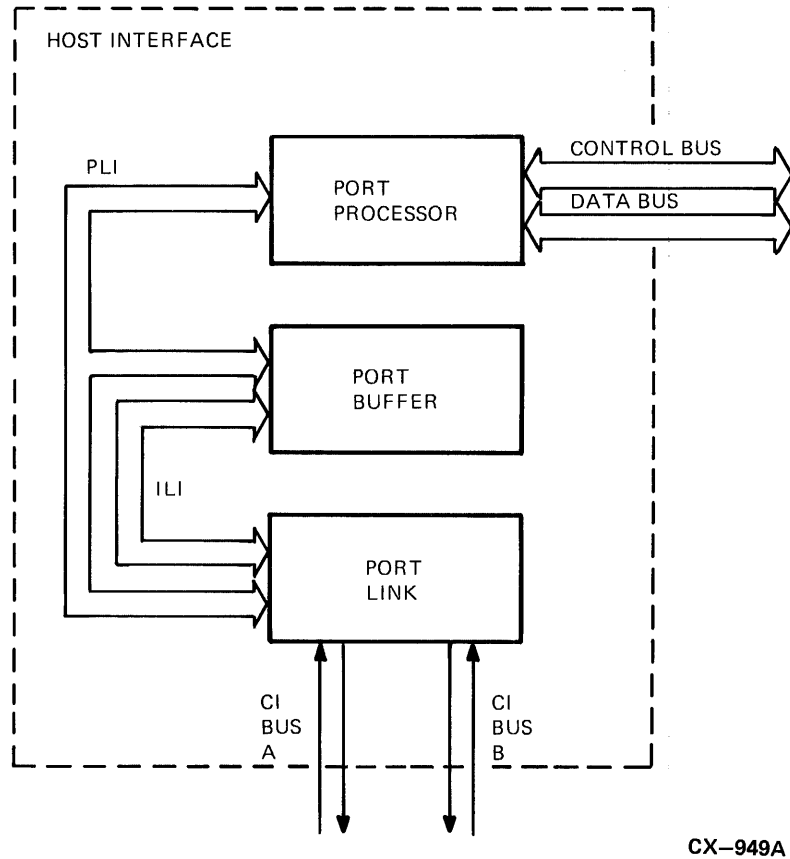 HOST INTERFACE
PLI
PORT
PROCESSOR
CONTROL BUS
DATA BUS
PORT
BUFFER
ILI
PORT
LINK
CI
BUS
A
CI
BUS
B
CX-949A